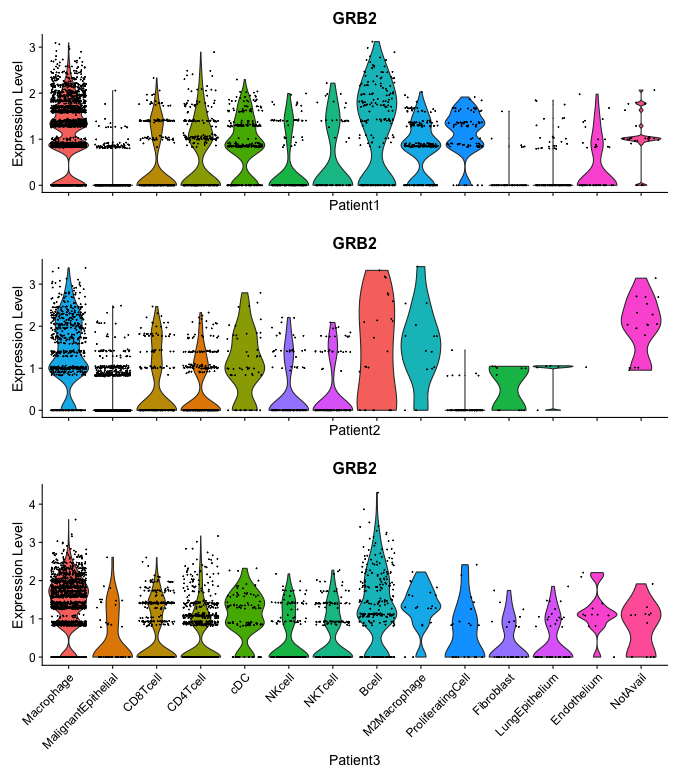 GRB2
Expression Level
3
2
1
0
Patient1
GRB2
Expression Level
3
2
1
0
Patient2
GRB2
Expression Level
4
3
2
1
0
Macrophage
MalignantEpithelial
CD8Tcell
CD4Tcell
cDC
NKcell
NKTcell
Bcell
M2Macrophage
ProliferatingCell
Fibroblast
LungEpithelium
Endothelium
NotAvail
Patient3